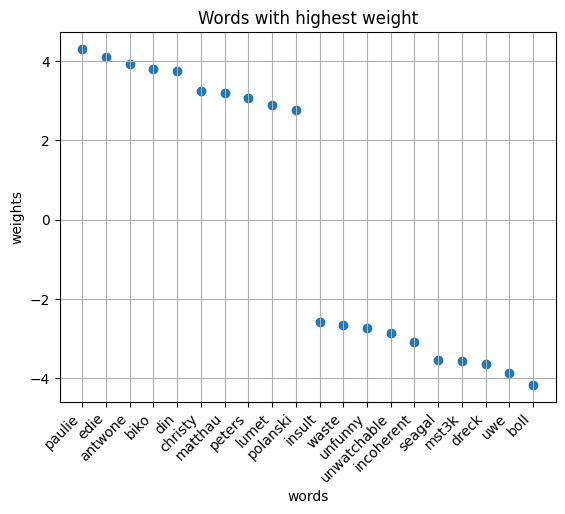 Words with highest weight
weights
4
2
0
−2
−4
paulie
edie
antwone
biko
din
christy
matthau
peters
lumet
polanski
insult
waste
unfunny
unwatchable
incoherent
seagal
mst3k
dreck
uwe
boll
words